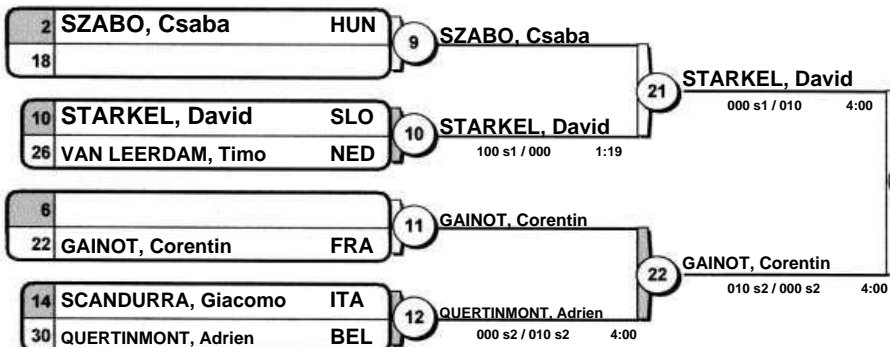 2 SZABO, Csaba HUN
18
9
SZABO, Csaba
10 STARKEL, David SLO
26 VAN LEERDAM, Timo NED
10
STARKEL, David
100 s1 / 000 1:19
21
STARKEL, David
000 s1 / 010 4:00
6
22 GAINOT, Corentin FRA
11
GAINOT, Corentin
14 SCANDURRA, Giacomo ITA
30 QUERTINMONT, Adrien BEL
12
QUERTINMONT, Adrien
000 s2 / 010 s2 4:00
22
GAINOT, Corentin
010 s2 / 000 s2 4:00